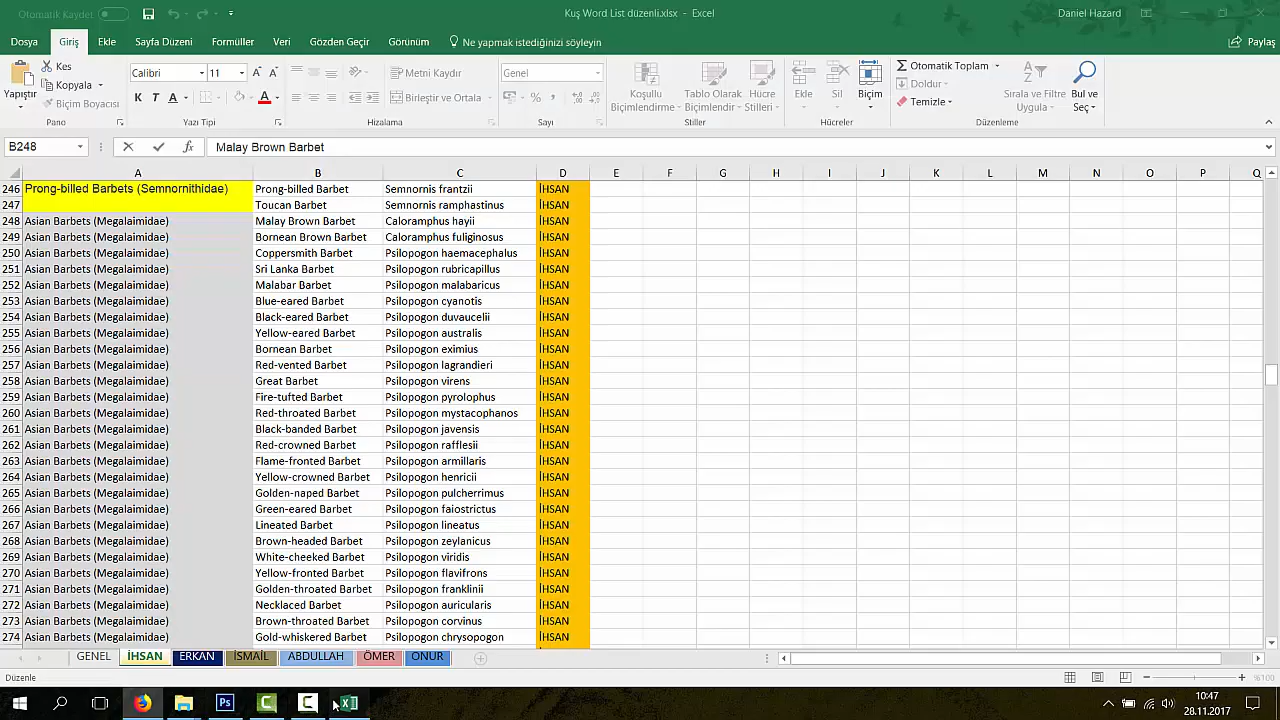 Otomatik Kaydet
Kuş Word List düzenli.xlsx - Excel
Daniel Hazard
Dosya Giriş Ekle Sayfa Düzeni Formüller Veri Gözden Geçir Görünüm Ne yapmak istediğinizi söyleyin Paylaş
Yapıştır
Kes
Kopyala
Biçim Boyacısı
Pano
Calibri 11
Yazı Tipi
Metni Kaydır
Birleştir ve Ortala
Hizalama
Genel
Sayı
Koşullu Biçimlendirme
Tablo Olarak Biçimlendir
Hücre Stilleri
Stiller
Ekle Sil Biçim
Hücreler
Otomatik Toplam
Doldur
Temizle
Sırala ve Filtre Uygula
Bul ve Seç
Düzenleme
B248 fx Malay Brown Barbet
A B C D E F G H I J K L M N O P Q
246 Prong-billed Barbets (Semnornithidae) Prong-billed Barbet Semnornis frantzii İHSAN
247 Toucan Barbet Semnornis ramphastinus İHSAN
248 Asian Barbets (Megalaimidae) Malay Brown Barbet Caloramphus hayii İHSAN
249 Asian Barbets (Megalaimidae) Bornean Brown Barbet Caloramphus fuliginosus İHSAN
250 Asian Barbets (Megalaimidae) Coppersmith Barbet Psilopogon haemacephalus İHSAN
251 Asian Barbets (Megalaimidae) Sri Lanka Barbet Psilopogon rubricapillus İHSAN
252 Asian Barbets (Megalaimidae) Malabar Barbet Psilopogon malabaricus İHSAN
253 Asian Barbets (Megalaimidae) Blue-eared Barbet Psilopogon cyanotis İHSAN
254 Asian Barbets (Megalaimidae) Black-eared Barbet Psilopogon duvaucelii İHSAN
255 Asian Barbets (Megalaimidae) Yellow-eared Barbet Psilopogon australis İHSAN
256 Asian Barbets (Megalaimidae) Bornean Barbet Psilopogon eximius İHSAN
257 Asian Barbets (Megalaimidae) Red-vented Barbet Psilopogon lagrandieri İHSAN
258 Asian Barbets (Megalaimidae) Great Barbet Psilopogon virens İHSAN
259 Asian Barbets (Megalaimidae) Fire-tufted Barbet Psilopogon pyrolophus İHSAN
260 Asian Barbets (Megalaimidae) Red-throated Barbet Psilopogon mystacophanos İHSAN
261 Asian Barbets (Megalaimidae) Black-banded Barbet Psilopogon javensis İHSAN
262 Asian Barbets (Megalaimidae) Red-crowned Barbet Psilopogon rafflesii İHSAN
263 Asian Barbets (Megalaimidae) Flame-fronted Barbet Psilopogon armillaris İHSAN
264 Asian Barbets (Megalaimidae) Yellow-crowned Barbet Psilopogon henricii İHSAN
265 Asian Barbets (Megalaimidae) Golden-naped Barbet Psilopogon pulcherrimus İHSAN
266 Asian Barbets (Megalaimidae) Green-eared Barbet Psilopogon faiostrictus İHSAN
267 Asian Barbets (Megalaimidae) Lineated Barbet Psilopogon lineatus İHSAN
268 Asian Barbets (Megalaimidae) Brown-headed Barbet Psilopogon zeylanicus İHSAN
269 Asian Barbets (Megalaimidae) White-cheeked Barbet Psilopogon viridis İHSAN
270 Asian Barbets (Megalaimidae) Yellow-fronted Barbet Psilopogon flavifrons İHSAN
271 Asian Barbets (Megalaimidae) Golden-throated Barbet Psilopogon franklinii İHSAN
272 Asian Barbets (Megalaimidae) Necklaced Barbet Psilopogon auricularis İHSAN
273 Asian Barbets (Megalaimidae) Brown-throated Barbet Psilopogon corvinus İHSAN
274 Asian Barbets (Megalaimidae) Gold-whiskered Barbet Psilopogon chrysopogon İHSAN
GENEL İHSAN ERKAN İSMAİL ABDULLAH ÖMER ONUR
Düzenle %100
10:47
28.11.2017